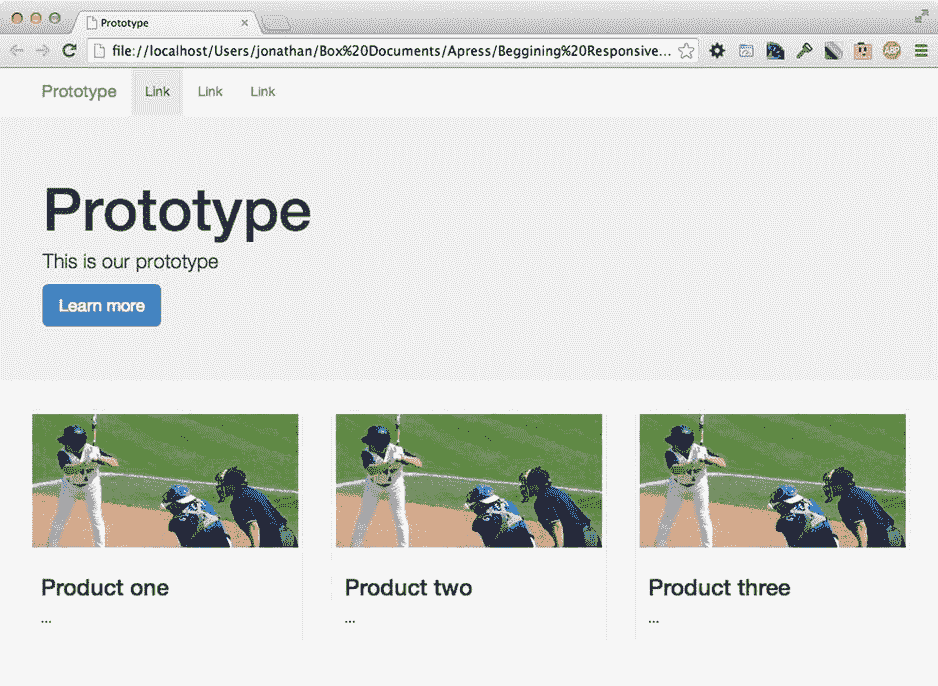 Prototype
file://localhost/Users/jonathan/Box%20Documents/Apress/Beggining%20Responsive...
Prototype Link Link Link
Prototype
This is our prototype
Learn more
Product one Product two Product three
... ... ...